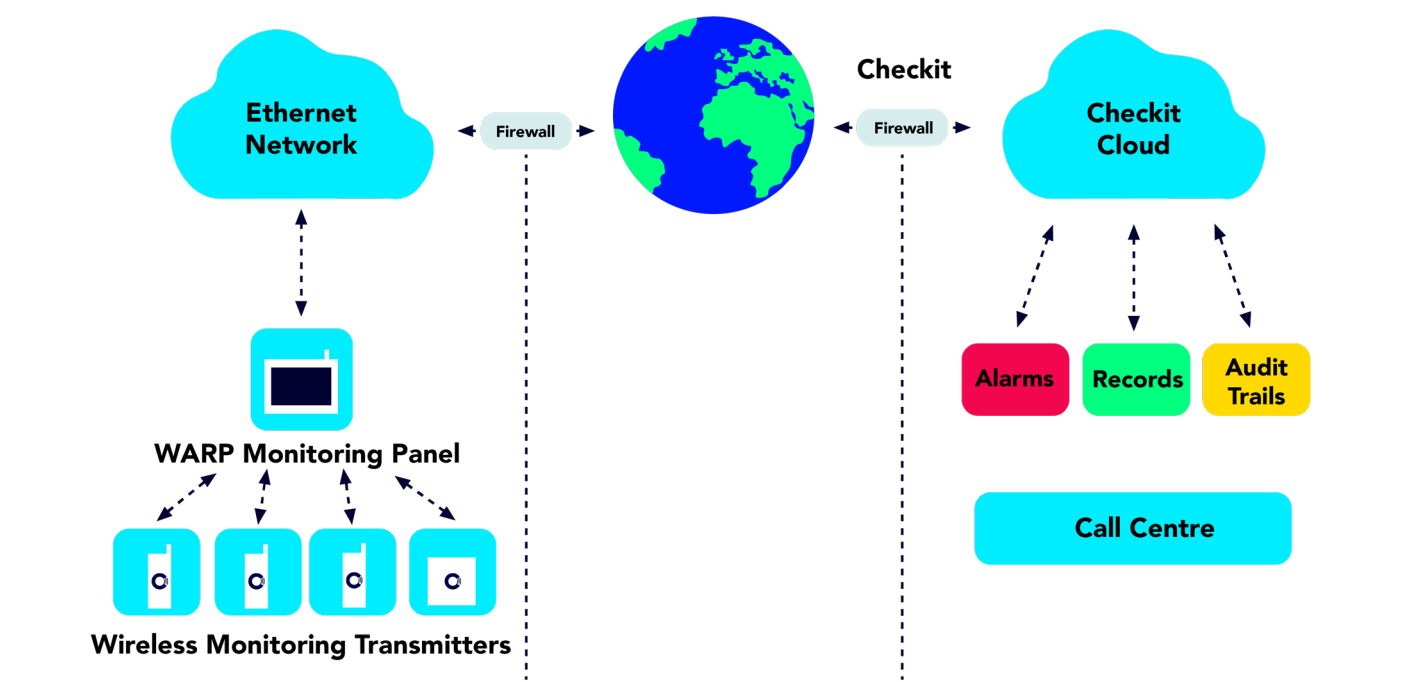 Ethernet
Network
Firewall
Checkit
Firewall
Checkit
Cloud
WARP Monitoring Panel
Wireless Monitoring Transmitters
Alarms
Records
Audit
Trails
Call Centre